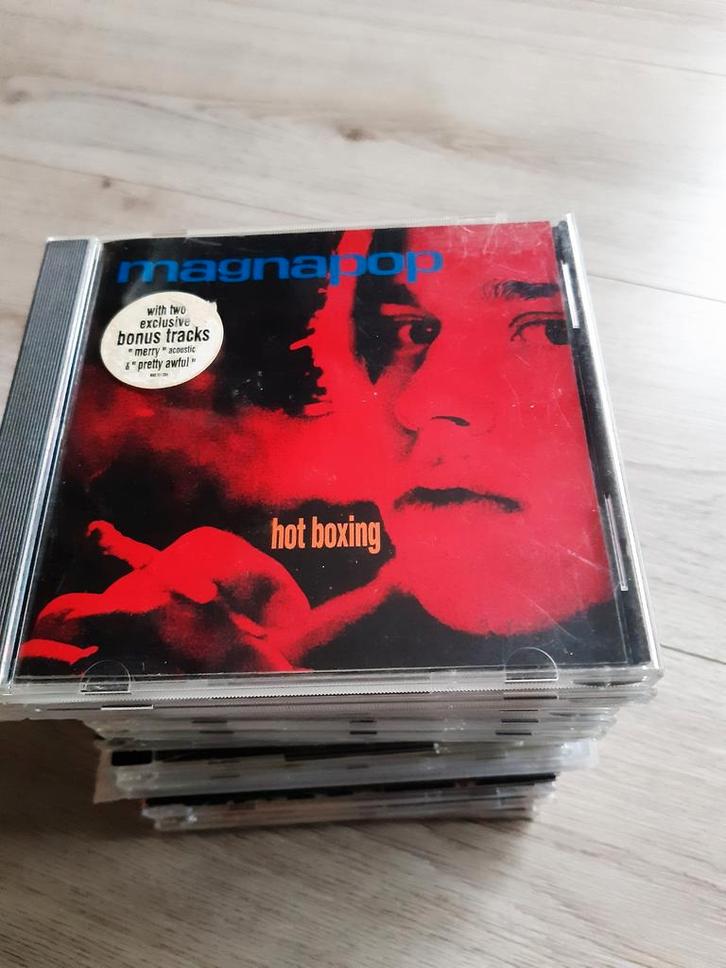 magnapop
with two
exclusive
bonus tracks
"merry" acoustic
& "pretty awful"
hot boxing